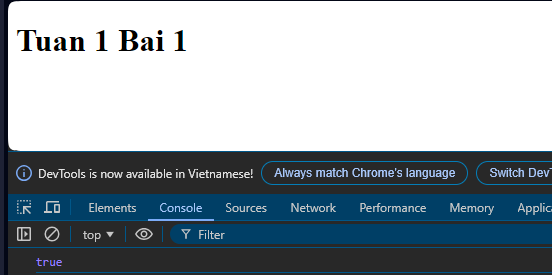 Tuan 1 Bai 1
DevTools is now available in Vietnamese! Always match Chrome's language Switch DevT
Elements Console Sources Network Performance Memory Applica
top Filter
true